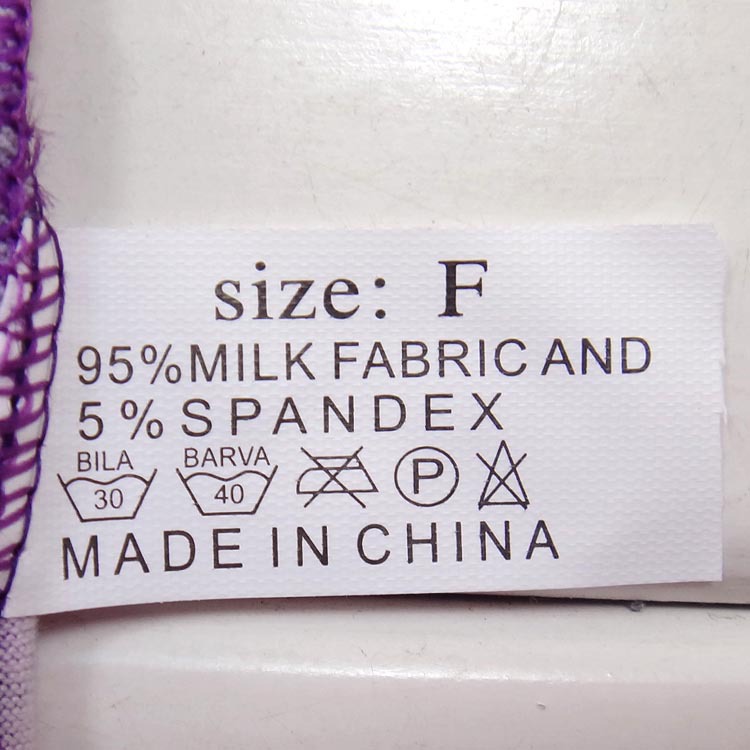 size: F
95% MILK FABRIC AND
5% SPANDEX
BILA BARVA
30 40 P
MADE IN CHINA